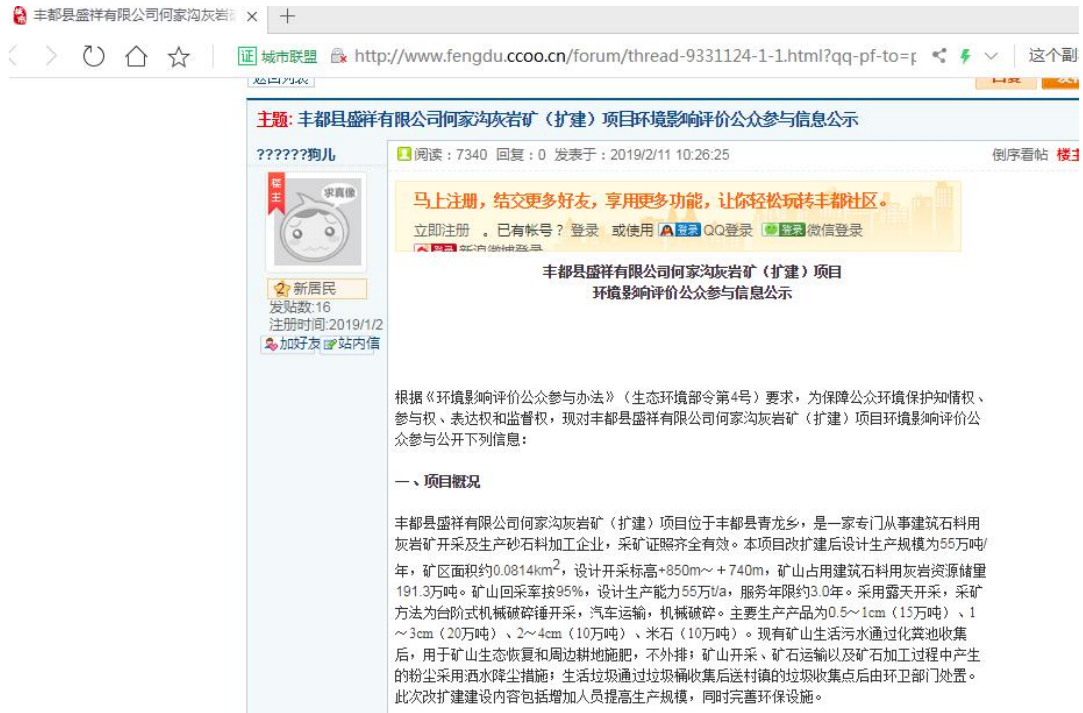 丰都县盛祥有限公司何家沟灰岩
证 城市联盟 http://www.fengdu.ccoo.cn/forum/thread-9331124-1-1.html?qq-pf-to=p 这个副
返回列表 回复
主题: 丰都县盛祥有限公司何家沟灰岩矿（扩建）项目环境影响评价公众参与信息公示
??????狗儿 阅读：7340 回复：0 发表于：2019/2/11 10:26:25 倒序看帖 楼主
楼主
求真像
马上注册，结交更多好友，享用更多功能，让你轻松玩转丰都社区。
立即注册 。已有帐号？登录 或使用 登录 QQ登录 登录 微信登录
登录 新浪微博登录
2 新居民
发贴数:16
注册时间:2019/1/2
加好友 站内信
丰都县盛祥有限公司何家沟灰岩矿（扩建）项目
环境影响评价公众参与信息公示
根据《环境影响评价公众参与办法》（生态环境部令第4号）要求，为保障公众环境保护知情权、
参与权、表达权和监督权，现对丰都县盛祥有限公司何家沟灰岩矿（扩建）项目环境影响评价公
众参与公开下列信息：
一、项目概况
丰都县盛祥有限公司何家沟灰岩矿（扩建）项目位于丰都县青龙乡，是一家专门从事建筑石料用
灰岩矿开采及生产砂石料加工企业，采矿证照齐全有效。本项目改扩建后设计生产规模为55万吨/
年，矿区面积约0.0814km²，设计开采标高+850m～＋740m，矿山占用建筑石料用灰岩资源储量
191.3万吨。矿山回采率按95%，设计生产能力55万t/a，服务年限约3.0年。采用露天开采，采矿
方法为台阶式机械破碎锤开采，汽车运输，机械破碎。主要生产产品为0.5～1cm（15万吨）、1
～3cm（20万吨）、2～4cm（10万吨）、米石（10万吨）。现有矿山生活污水通过化粪池收集
后，用于矿山生态恢复和周边耕地施肥，不外排；矿山开采、矿石运输以及矿石加工过程中产生
的粉尘采用洒水降尘措施；生活垃圾通过垃圾桶收集后送村镇的垃圾收集点后由环卫部门处置。
此次改扩建建设内容包括增加人员提高生产规模，同时完善环保设施。